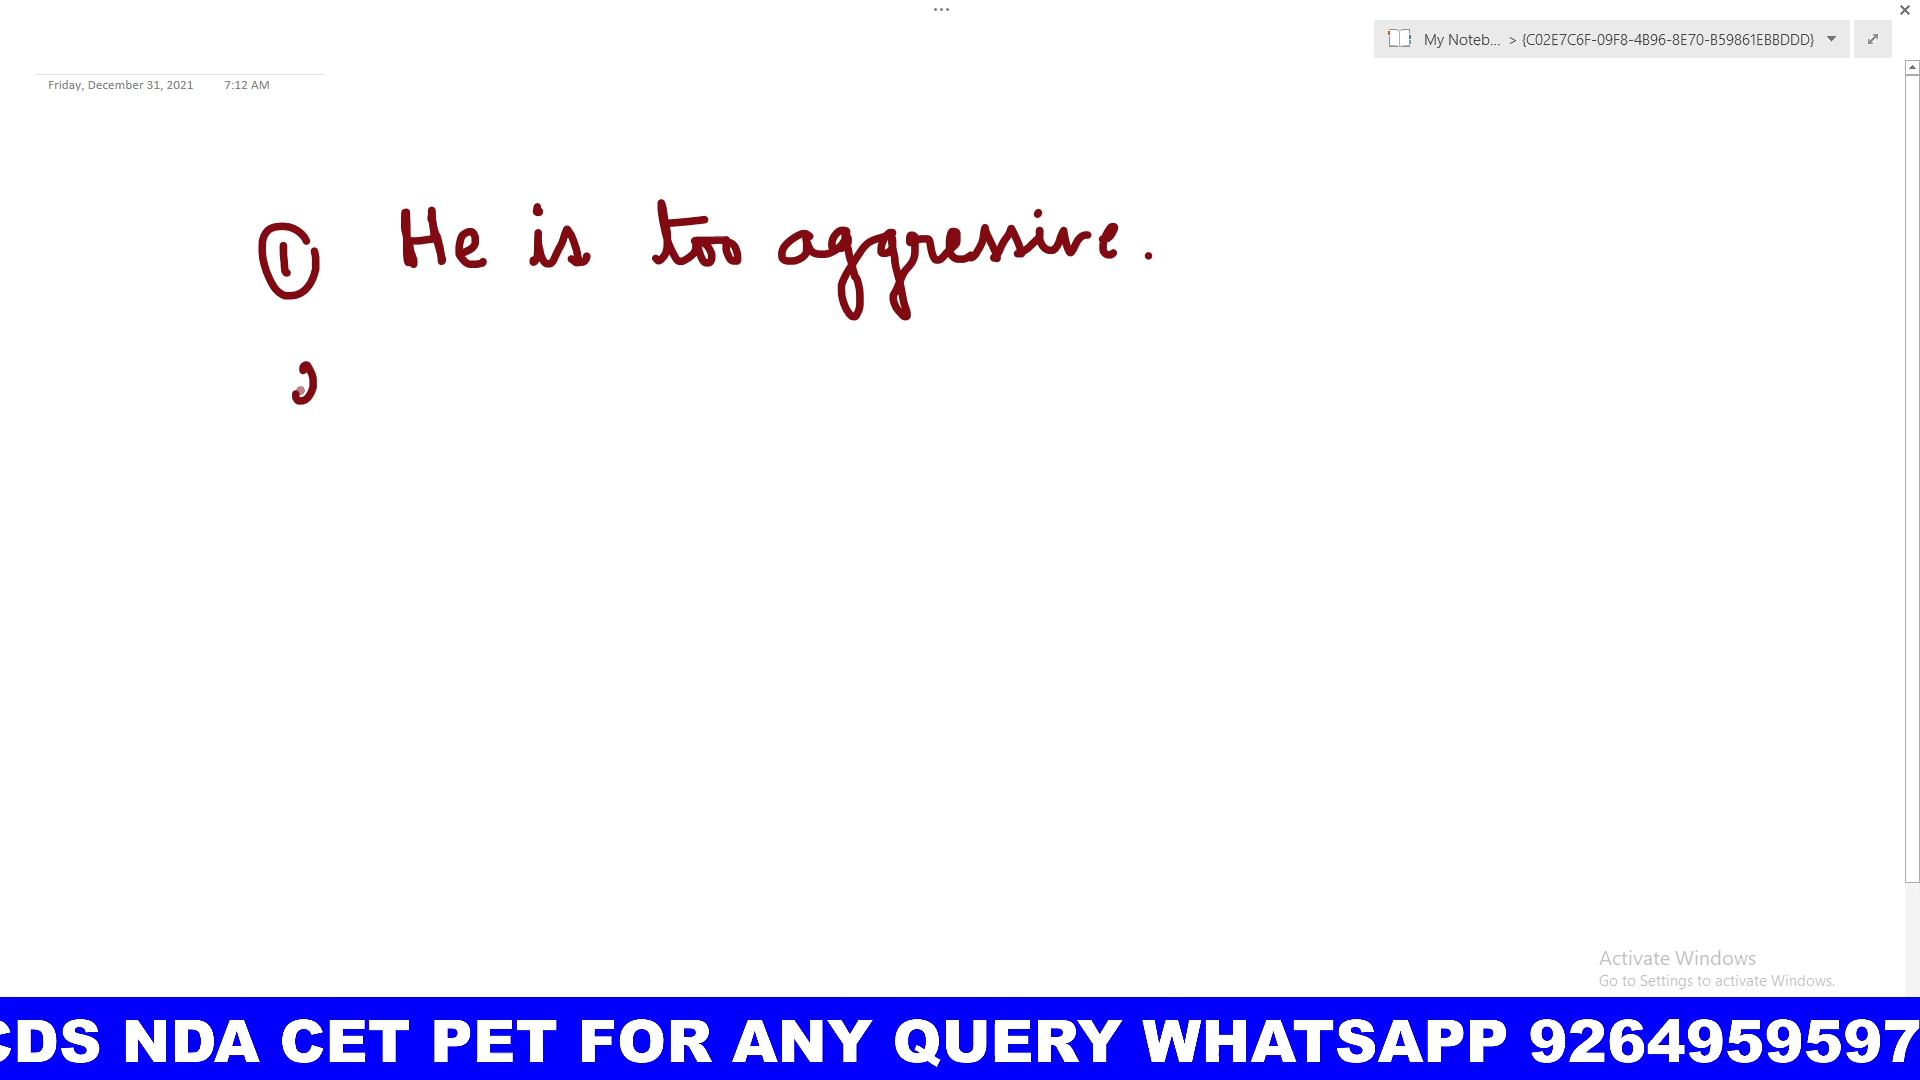 My Noteb... > {C02E7C6F-09F8-4B96-8E70-B59861EBBDDD}
Friday, December 31, 2021 7:12 AM
① He is too aggressive.
Activate Windows
Go to Settings to activate Windows.
CDS NDA CET PET FOR ANY QUERY WHATSAPP 9264959597